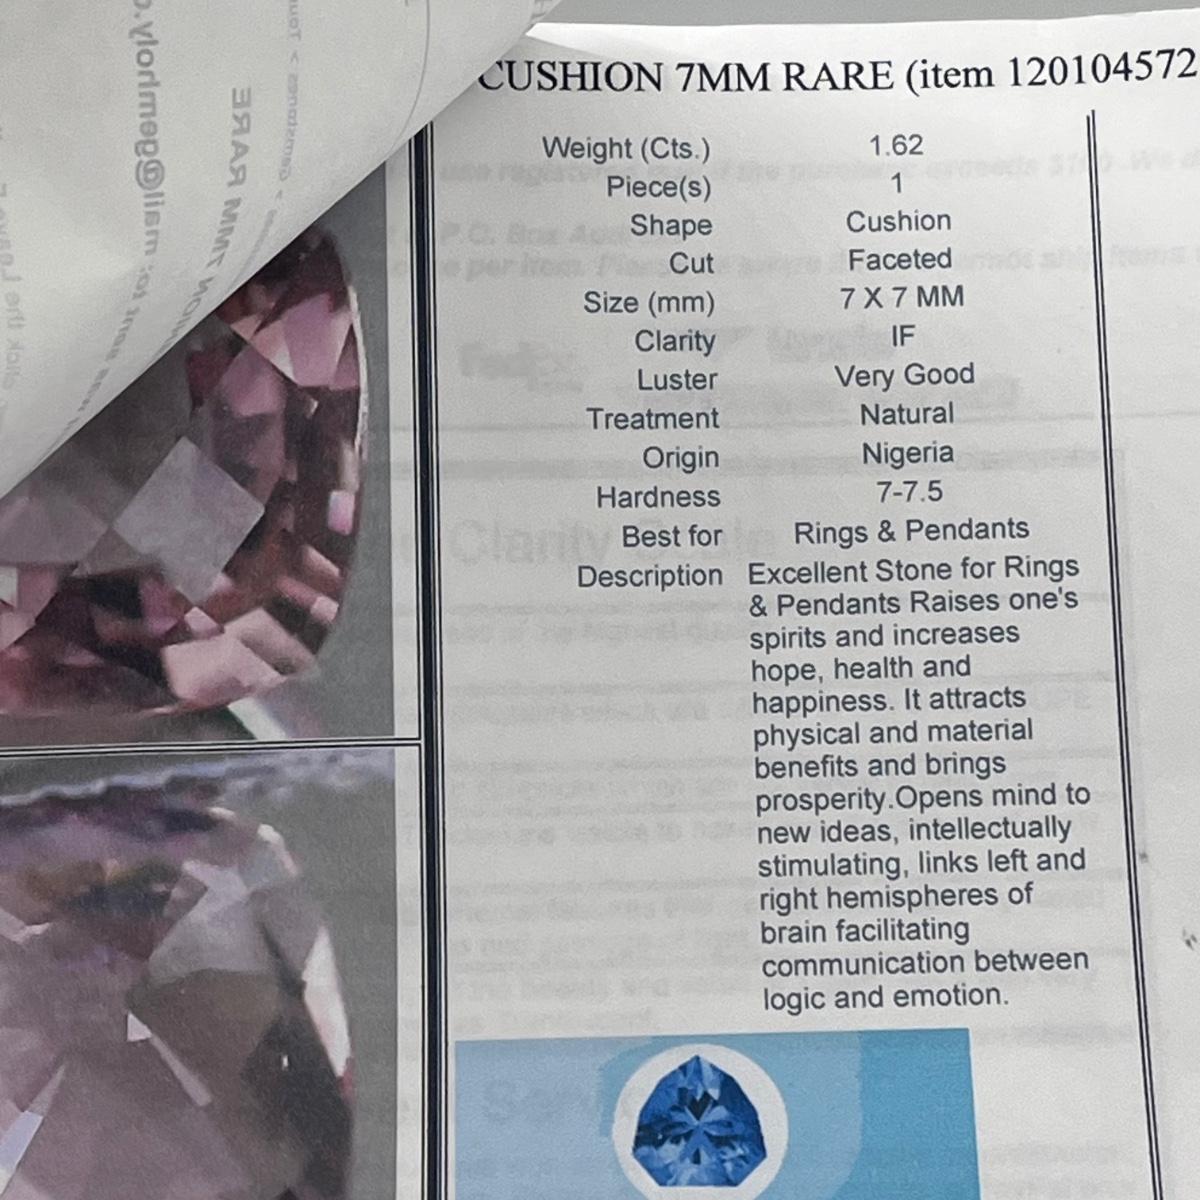 CUSHION 7MM RARE (item 120104572
Weight (Cts.) 1.62
Piece(s) 1
Shape Cushion
Cut Faceted
Size (mm) 7 X 7 MM
Clarity IF
Luster Very Good
Treatment Natural
Origin Nigeria
Hardness 7-7.5
Best for Rings & Pendants
Description Excellent Stone for Rings
& Pendants Raises one's
spirits and increases
hope, health and
happiness. It attracts
physical and material
benefits and brings
prosperity.Opens mind to
new ideas, intellectually
stimulating, links left and
right hemispheres of
brain facilitating
communication between
logic and emotion.